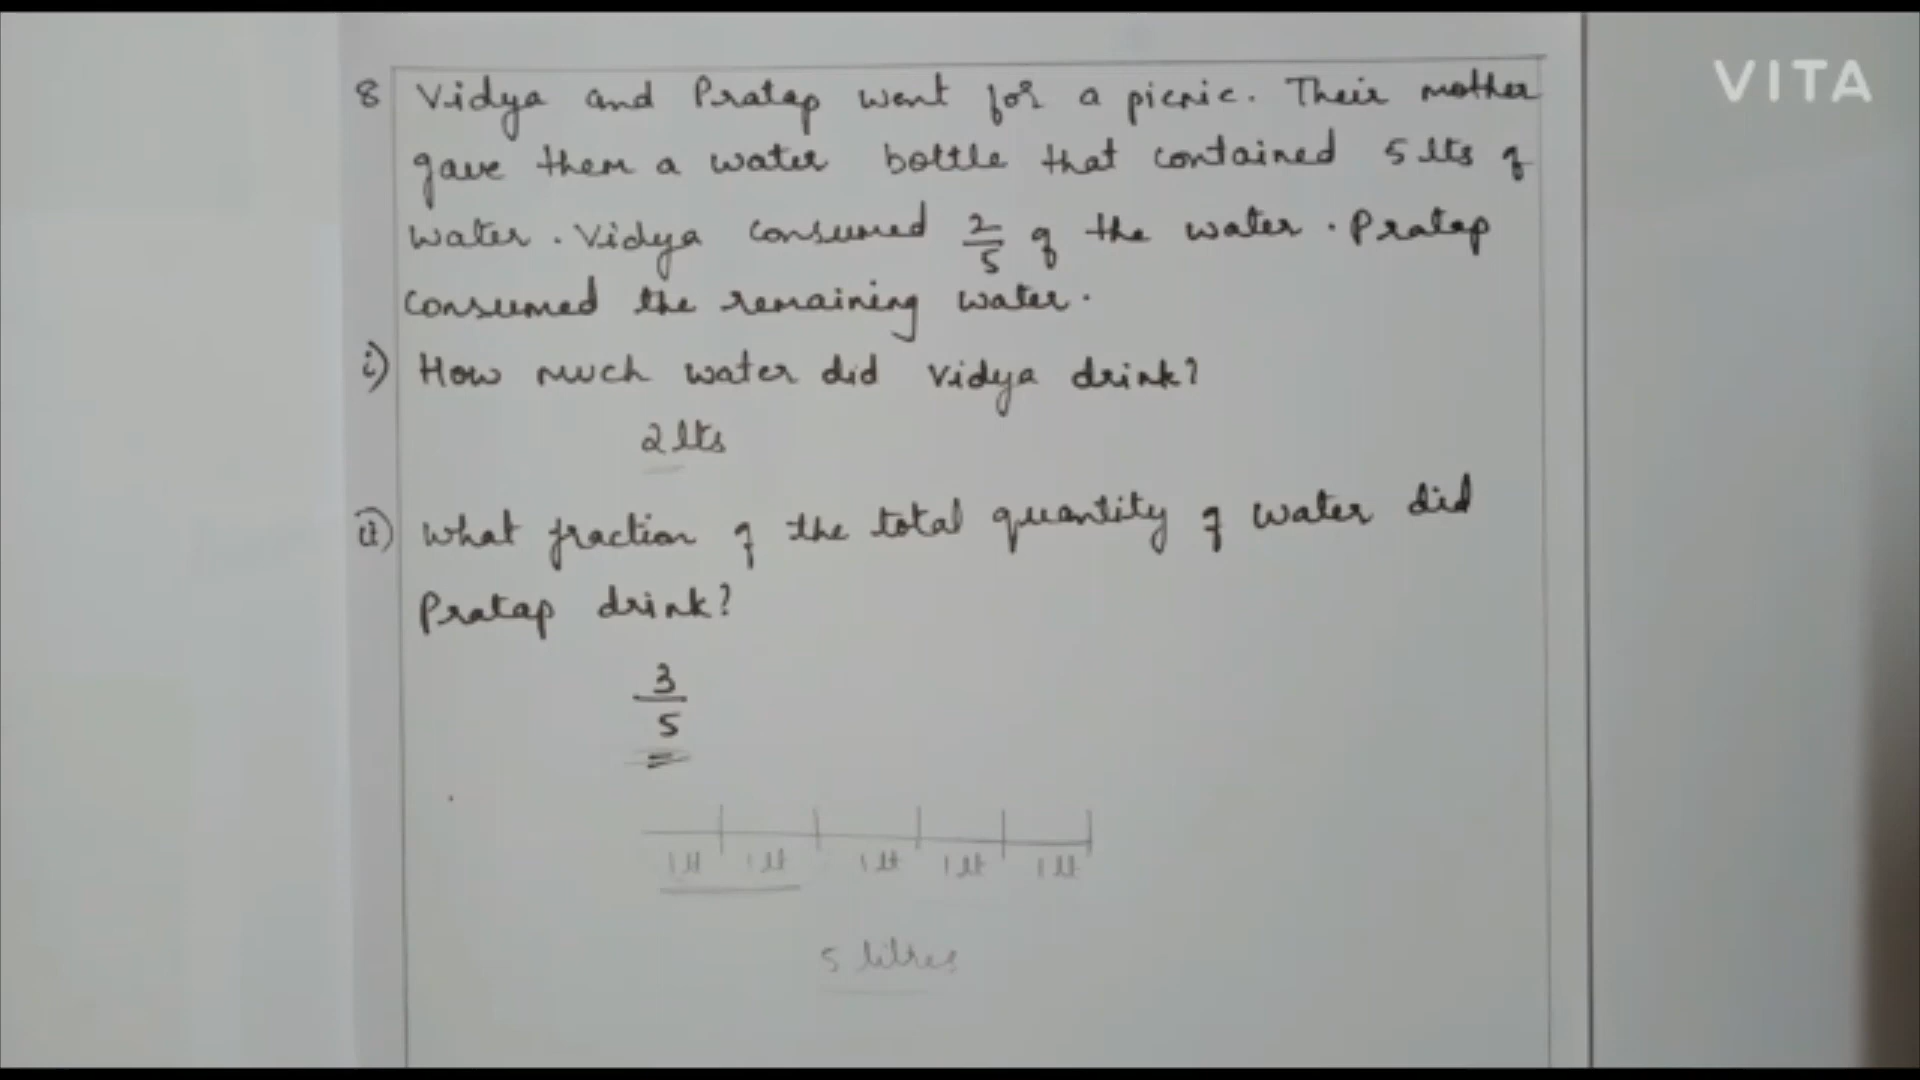 VITA
8 Vidya and Pratap went for a picnic. Their mother
gave them a water bottle that contained 5 lts of
water. Vidya consumed 2/5 of the water. Pratap
consumed the remaining water.
i) How much water did Vidya drink?
2 lts
ii) What fraction of the total quantity of water did
Pratap drink?
3/5
1 lt 1 lt 1 lt 1 lt 1 lt
5 litres